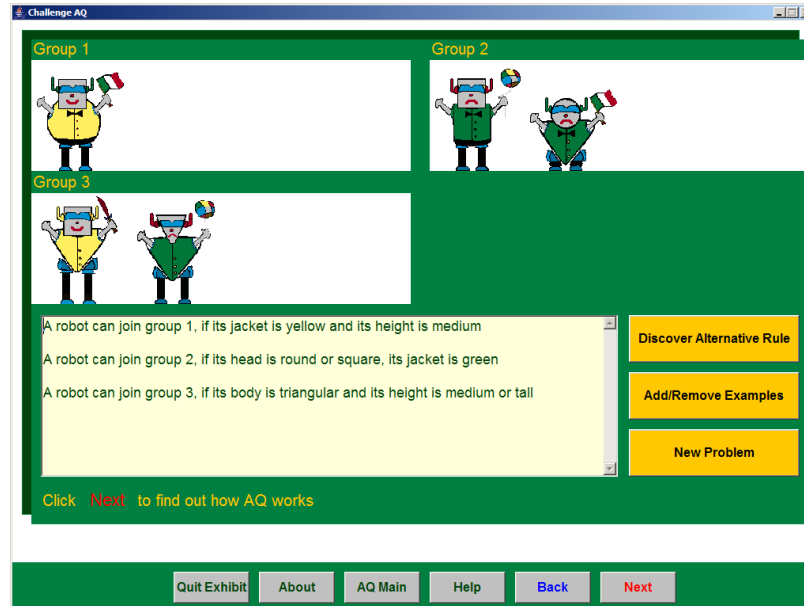 Challenge AQ
Group 1
Group 2
Group 3
A robot can join group 1, if its jacket is yellow and its height is medium
A robot can join group 2, if its head is round or square, its jacket is green
A robot can join group 3, if its body is triangular and its height is medium or tall
Discover Alternative Rule
Add/Remove Examples
New Problem
Click Next to find out how AQ works
Quit Exhibit
About
AQ Main
Help
Back
Next